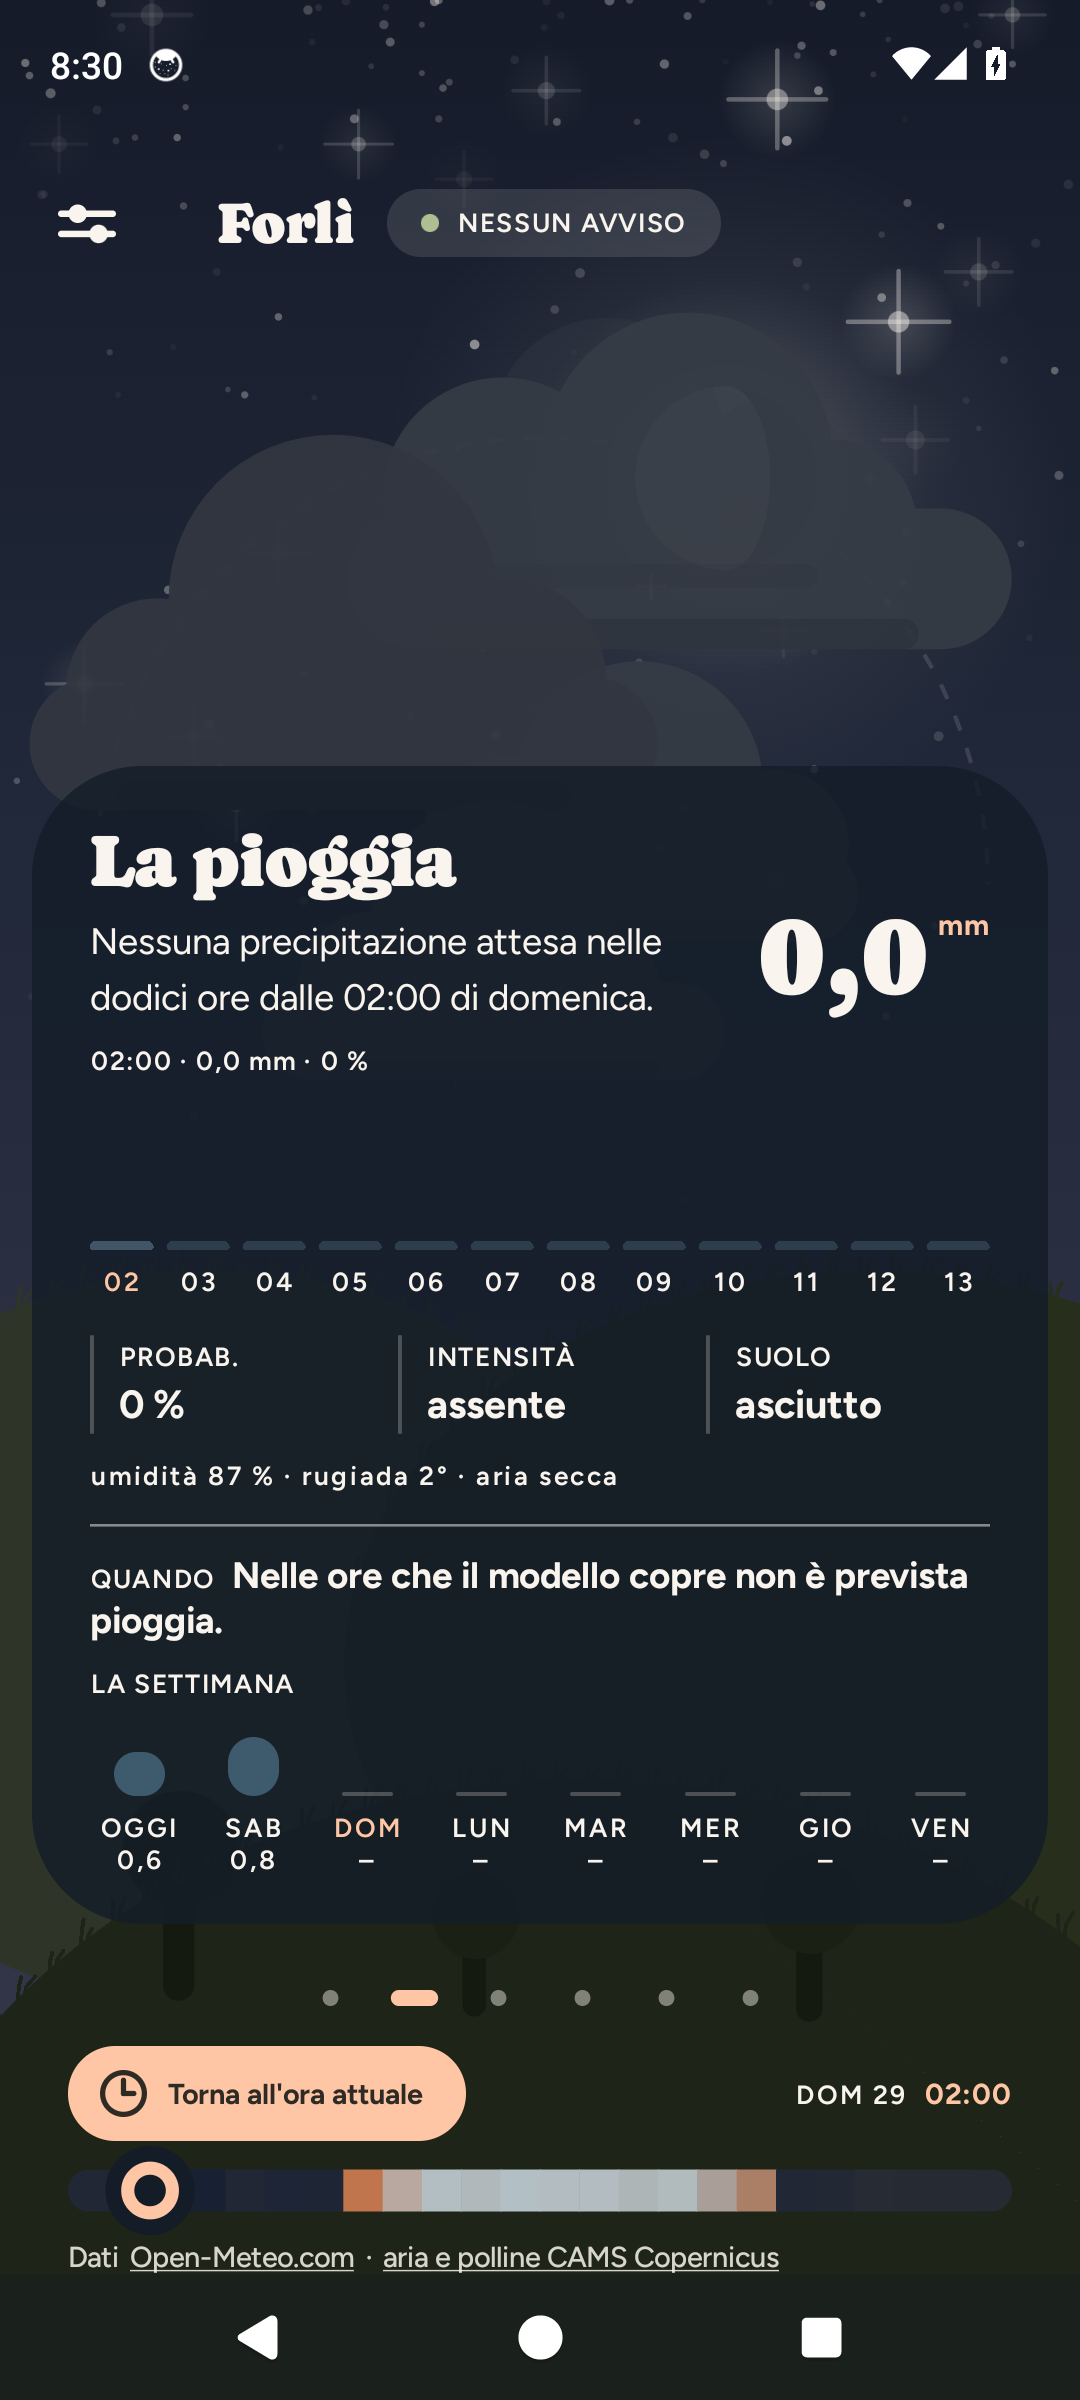 8:30
Forlì NESSUN AVVISO
La pioggia
Nessuna precipitazione attesa nelle
dodici ore dalle 02:00 di domenica.
0,0 mm
02:00 · 0,0 mm · 0 %
02 03 04 05 06 07 08 09 10 11 12 13
PROBAB. INTENSITÀ SUOLO
0 % assente asciutto
umidità 87 % · rugiada 2° · aria secca
QUANDO Nelle ore che il modello copre non è prevista
pioggia.
LA SETTIMANA
OGGI SAB DOM LUN MAR MER GIO VEN
0,6 0,8 – – – – – –
Torna all'ora attuale DOM 29 02:00
Dati Open-Meteo.com · aria e polline CAMS Copernicus